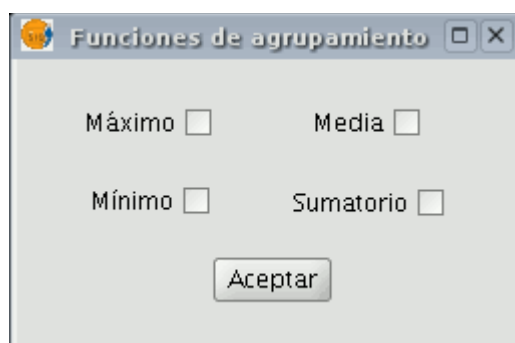 Funciones de agrupamiento
Máximo Media
Mínimo Sumatorio
Aceptar